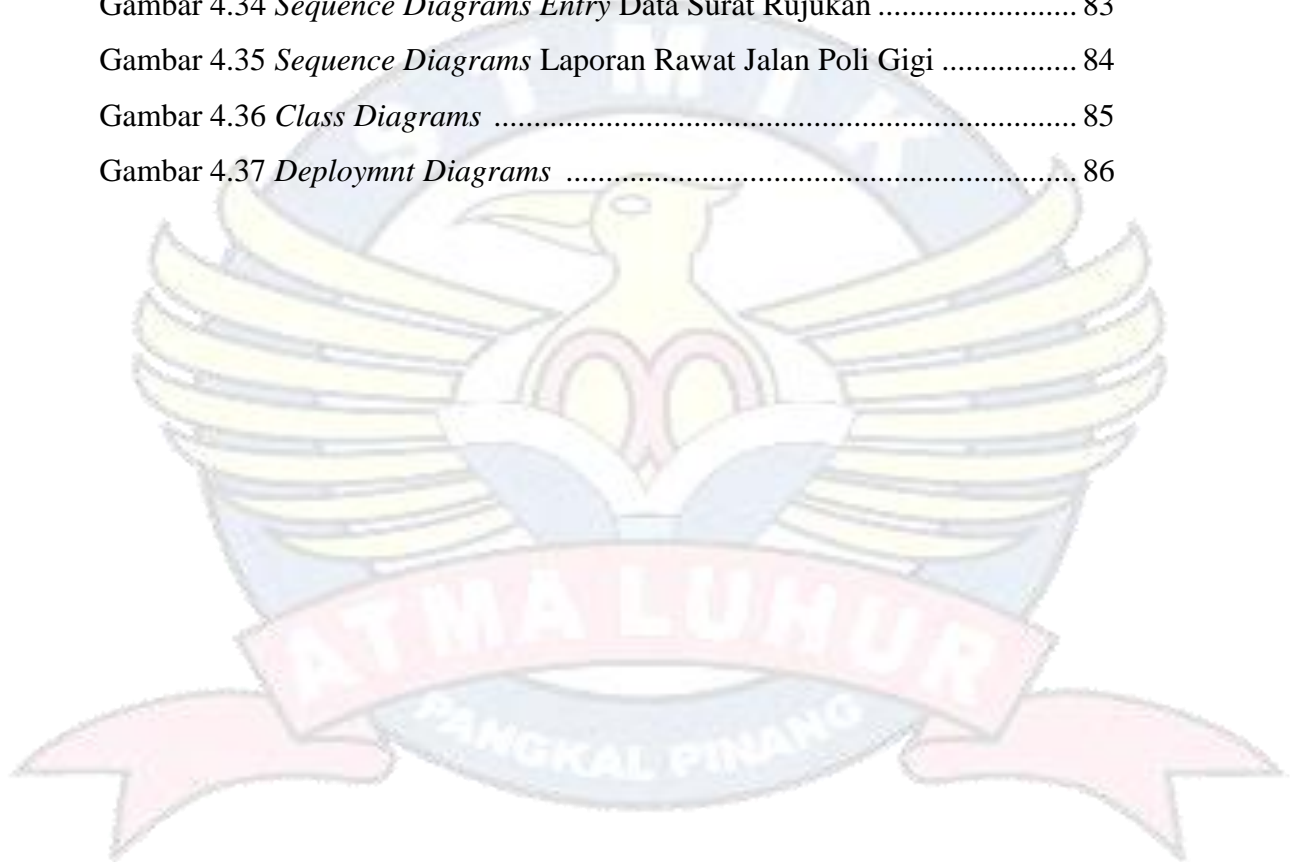 Gambar 4.34 Sequence Diagrams Entry Data Surat Rujukan ......................... 83
Gambar 4.35 Sequence Diagrams Laporan Rawat Jalan Poli Gigi ................. 84
Gambar 4.36 Class Diagrams .......................................................................... 85
Gambar 4.37 Deploymnt Diagrams ................................................................. 86
STMIK
ATMA LUHUR
PANGKAL PINANG